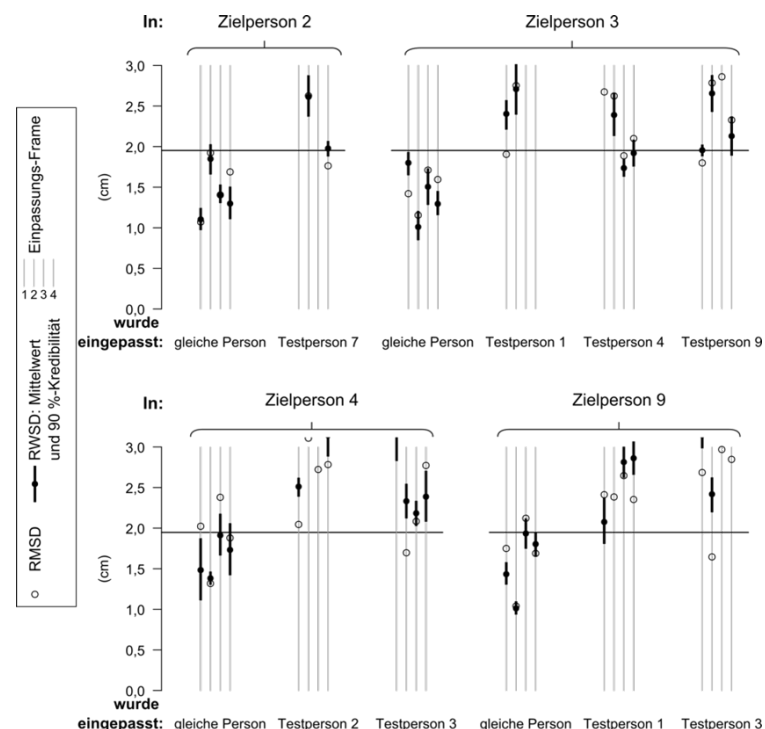 In: Zielperson 2 Zielperson 3
3,0
2,5
2,0
(cm)
1,5
1,0
0,5
0,0
wurde
eingepasst: gleiche Person Testperson 7 gleiche Person Testperson 1 Testperson 4 Testperson 9
In: Zielperson 4 Zielperson 9
3,0
2,5
2,0
(cm)
1,5
1,0
0,5
0,0
wurde
eingepasst: gleiche Person Testperson 2 Testperson 3 gleiche Person Testperson 1 Testperson 3
RMSD
RWSD: Mittelwert
und 90 %-Kredibilität
1 2 3 4
Einpassungs-Frame